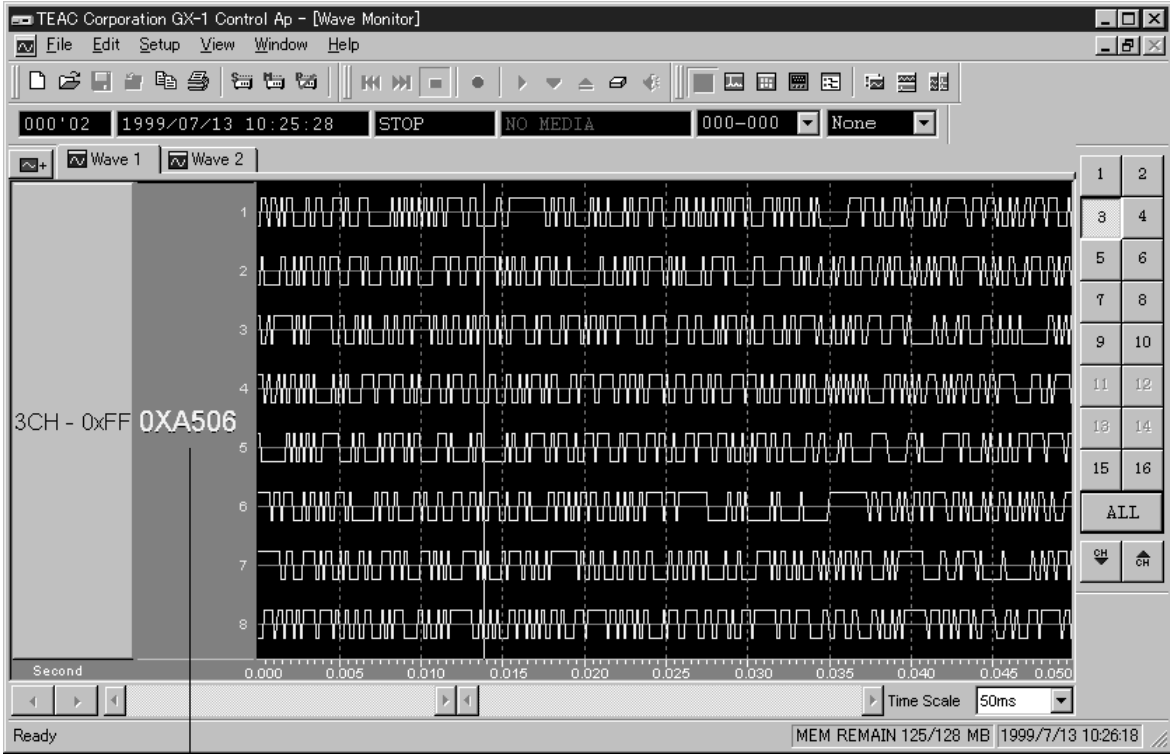 TEAC Corporation GX-1 Control Ap - [Wave Monitor]
File Edit Setup View Window Help
000'02 1999/07/13 10:25:28 STOP NO MEDIA 000-000 None
Wave 1 Wave 2
1 2
3 4
5 6
7 8
9 10
11 12
13 14
15 16
ALL
CH CH
1
2
3
4
3CH - 0xFF 0XA506
5
6
7
8
Second 0.000 0.005 0.010 0.015 0.020 0.025 0.030 0.035 0.040 0.045 0.050
Time Scale 50ms
Ready MEM REMAIN 125/128 MB 1999/7/13 10:26:18